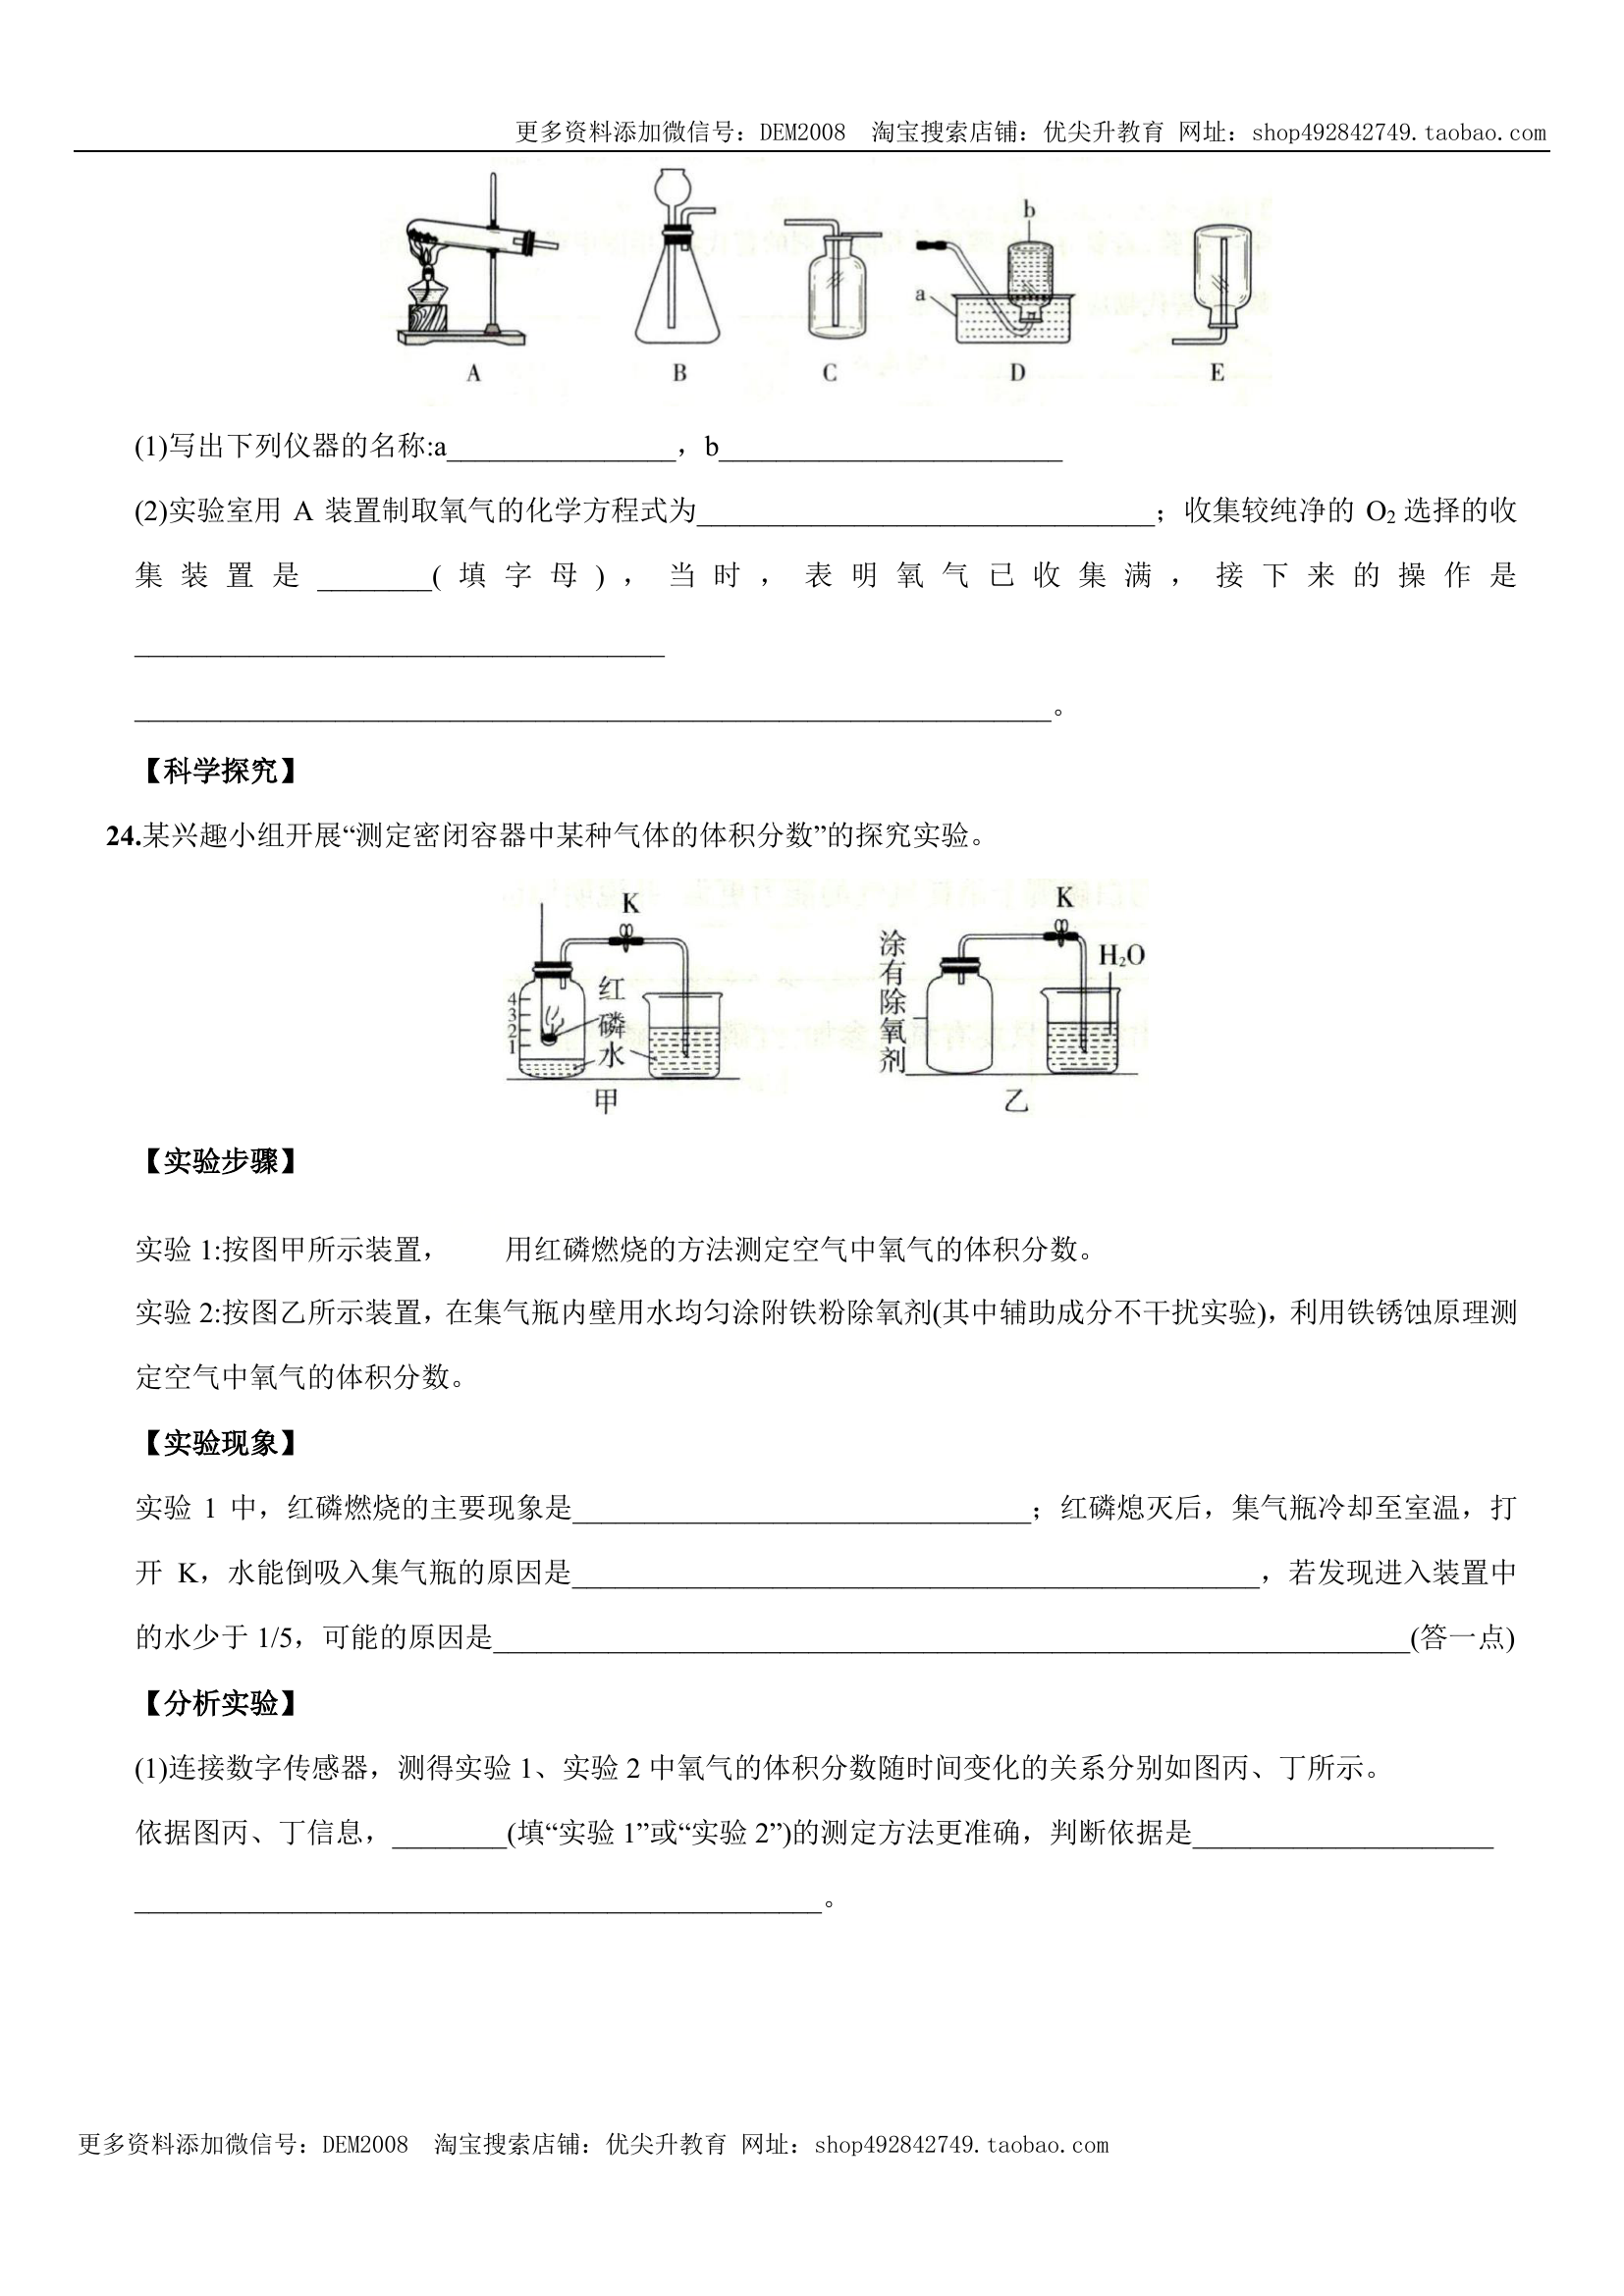 更多资料添加微信号：DEM2008  淘宝搜索店铺：优尖升教育 网址：shop492842749.taobao.com
b
a
A B C D E
(1)写出下列仪器的名称:a________________，b________________________
(2)实验室用 A 装置制取氧气的化学方程式为________________________________；收集较纯净的 O₂ 选择的收
集装置是________(填字母)，当时，表明氧气已收集满，接下来的操作是
_____________________________________
________________________________________________________________。
【科学探究】
24.某兴趣小组开展“测定密闭容器中某种气体的体积分数”的探究实验。
K
4
3
2
1
红
磷
水
甲
K
涂有除氧剂
H₂O
乙
【实验步骤】
实验 1:按图甲所示装置， 用红磷燃烧的方法测定空气中氧气的体积分数。
实验 2:按图乙所示装置，在集气瓶内壁用水均匀涂附铁粉除氧剂(其中辅助成分不干扰实验)，利用铁锈蚀原理测
定空气中氧气的体积分数。
【实验现象】
实验 1 中，红磷燃烧的主要现象是________________________________；红磷熄灭后，集气瓶冷却至室温，打
开 K，水能倒吸入集气瓶的原因是________________________________________________，若发现进入装置中
的水少于 1/5，可能的原因是________________________________________________________________(答一点)
【分析实验】
(1)连接数字传感器，测得实验 1、实验 2 中氧气的体积分数随时间变化的关系分别如图丙、丁所示。
依据图丙、丁信息，________(填“实验 1”或“实验 2”)的测定方法更准确，判断依据是_____________________
________________________________________________。
更多资料添加微信号：DEM2008  淘宝搜索店铺：优尖升教育 网址：shop492842749.taobao.com